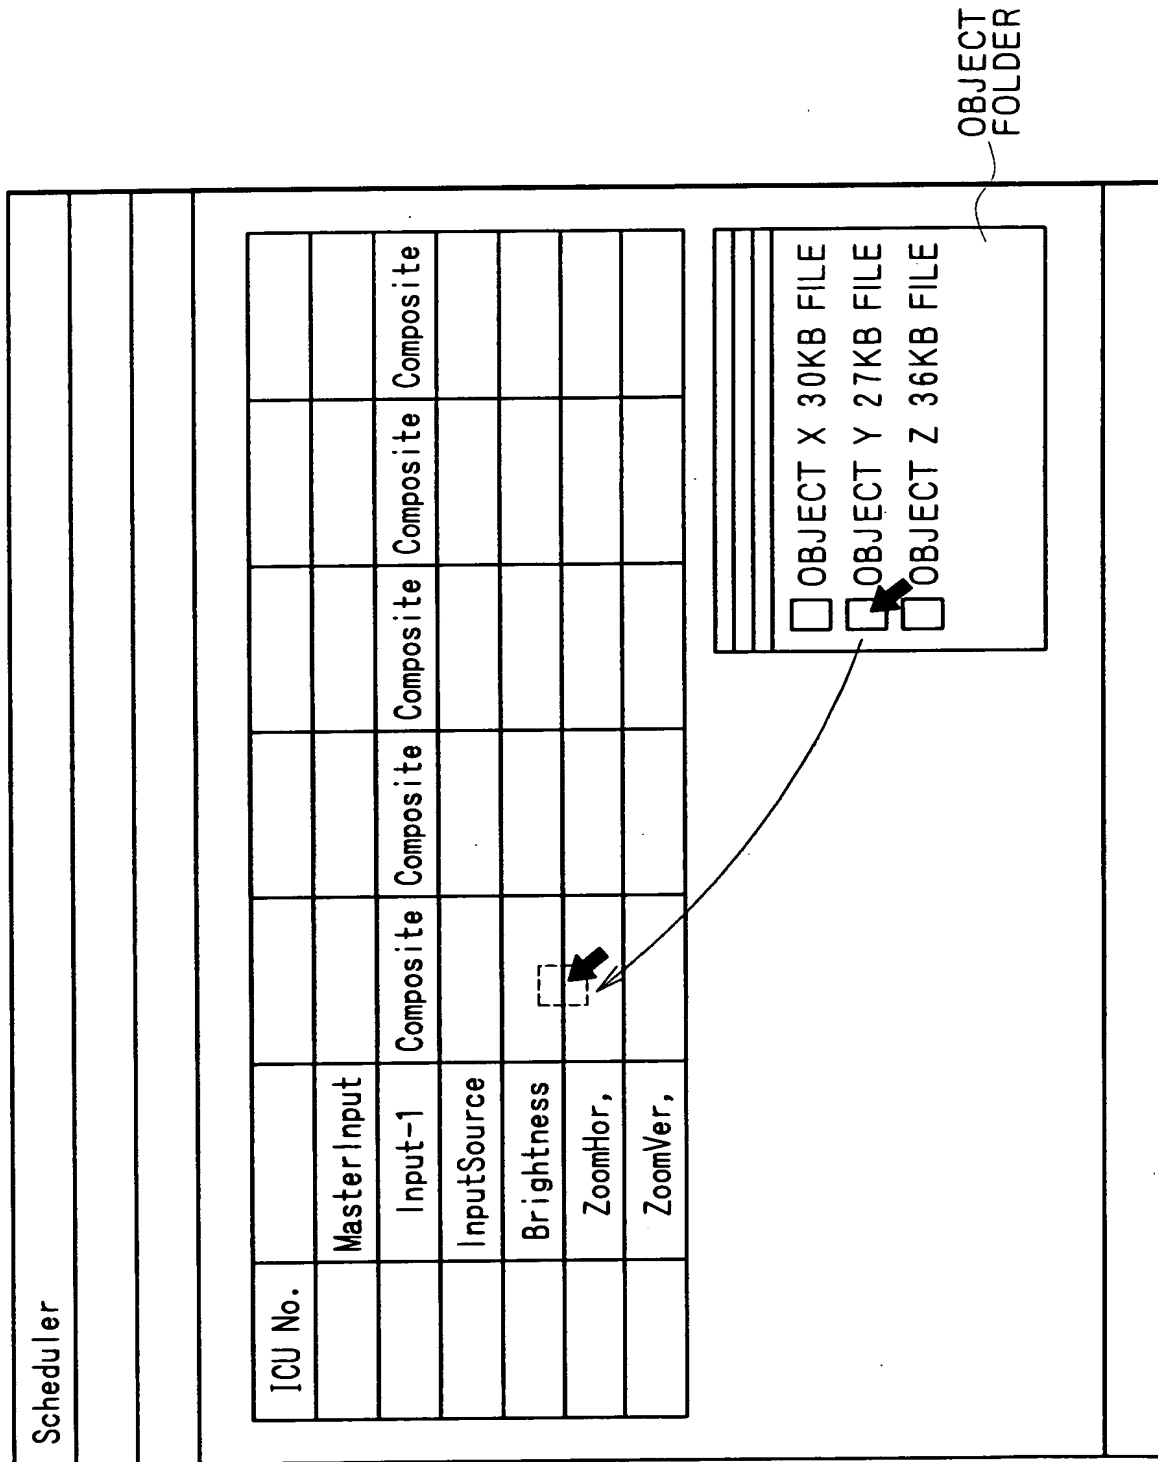 Scheduler
ICU No.
MasterInput
Input-1 Composite Composite Composite Composite Composite
InputSource
Brightness
ZoomHor,
ZoomVer,
OBJECT X 30KB FILE
OBJECT Y 27KB FILE
OBJECT Z 36KB FILE
OBJECT
FOLDER